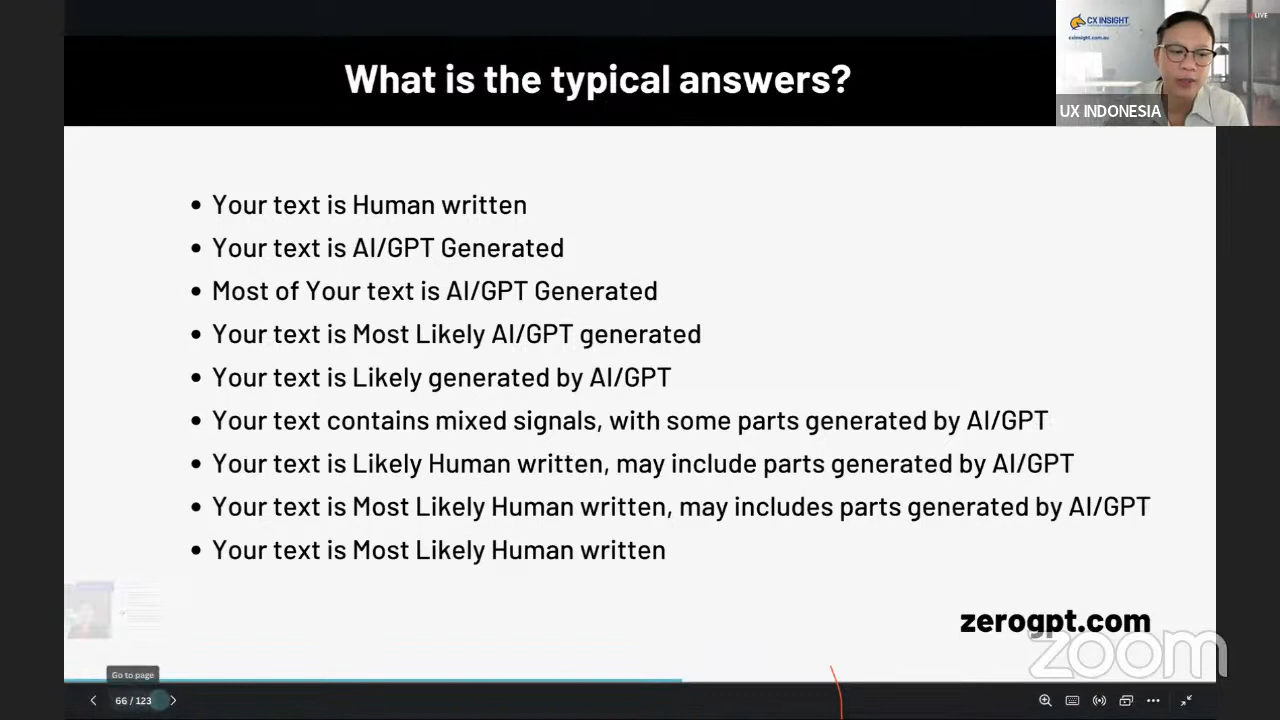 What is the typical answers?
CX INSIGHT
cxinsight.com.au
LIVE
UX INDONESIA
• Your text is Human written
• Your text is AI/GPT Generated
• Most of Your text is AI/GPT Generated
• Your text is Most Likely AI/GPT generated
• Your text is Likely generated by AI/GPT
• Your text contains mixed signals, with some parts generated by AI/GPT
• Your text is Likely Human written, may include parts generated by AI/GPT
• Your text is Most Likely Human written, may includes parts generated by AI/GPT
• Your text is Most Likely Human written
zerogpt.com
zoom
Go to page
66 / 123